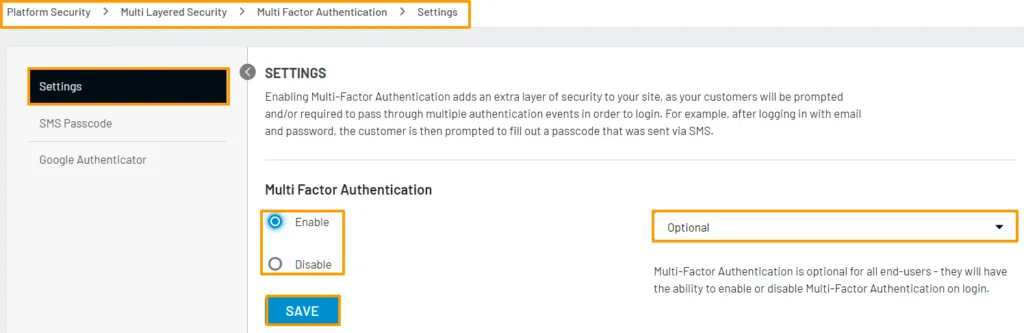 Platform Security > Multi Layered Security > Multi Factor Authentication > Settings
Settings
SMS Passcode
Google Authenticator
SETTINGS
Enabling Multi-Factor Authentication adds an extra layer of security to your site, as your customers will be prompted
and/or required to pass through multiple authentication events in order to login. For example, after logging in with email
and password, the customer is then prompted to fill out a passcode that was sent via SMS.
Multi Factor Authentication
Enable
Disable
SAVE
Optional
Multi-Factor Authentication is optional for all end-users - they will have
the ability to enable or disable Multi-Factor Authentication on login.